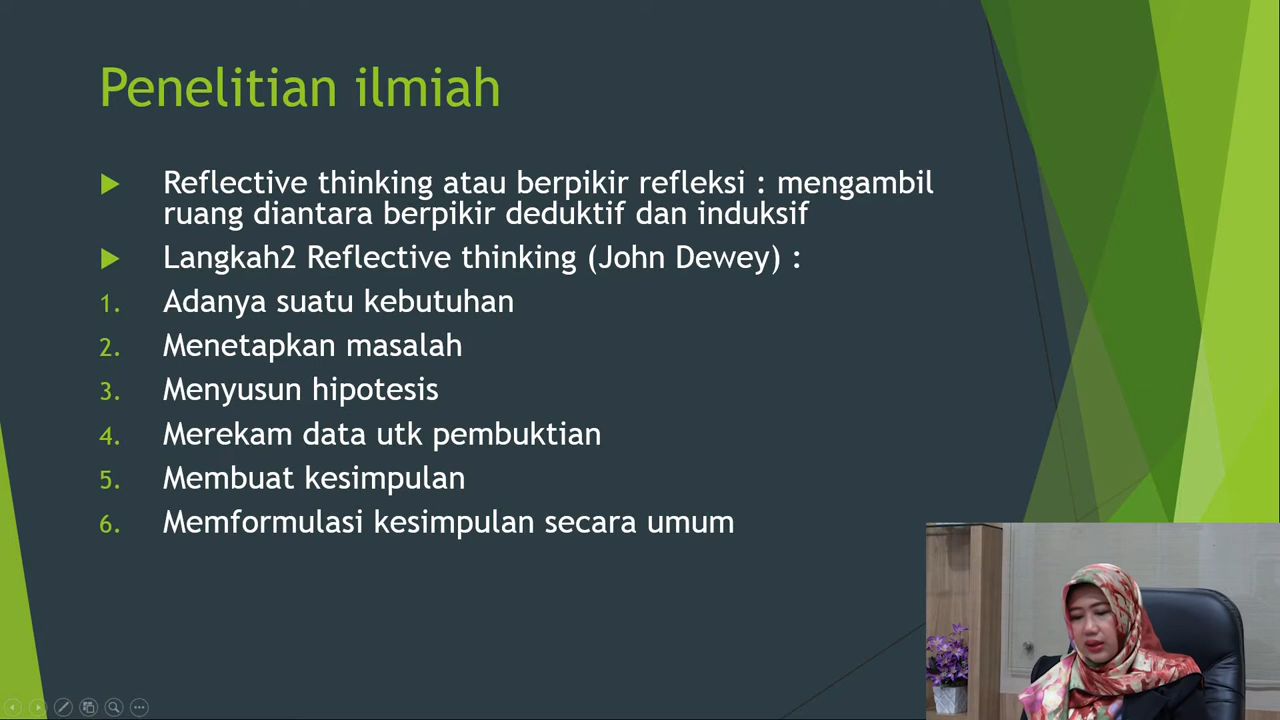 Penelitian ilmiah
Reflective thinking atau berpikir refleksi : mengambil
ruang diantara berpikir deduktif dan induksif
Langkah2 Reflective thinking (John Dewey) :
1. Adanya suatu kebutuhan
2. Menetapkan masalah
3. Menyusun hipotesis
4. Merekam data utk pembuktian
5. Membuat kesimpulan
6. Memformulasi kesimpulan secara umum